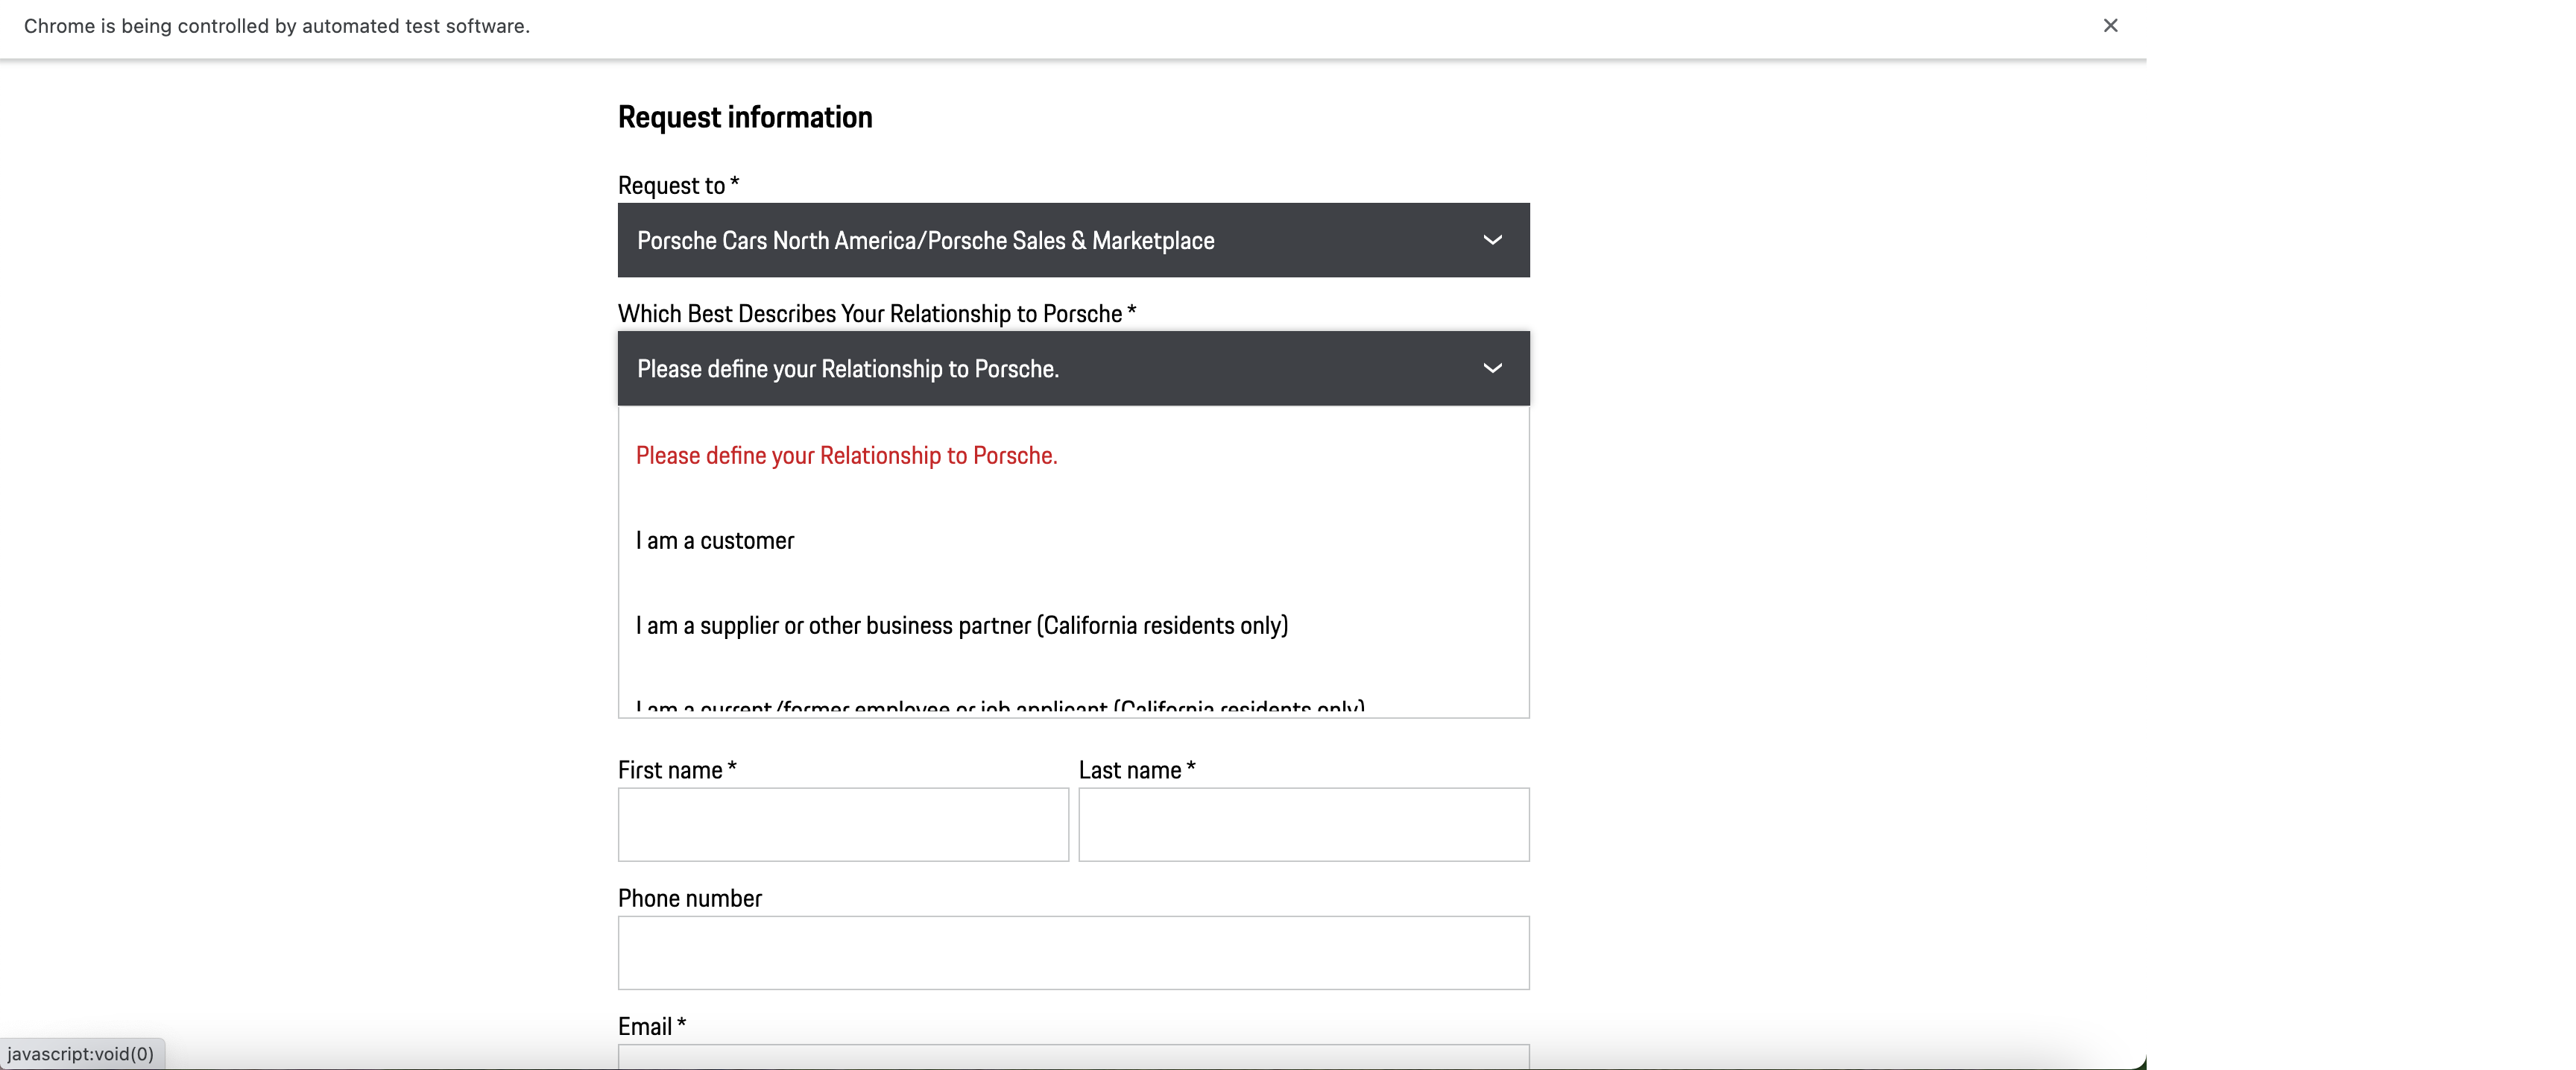 Chrome is being controlled by automated test software.
Request information
Request to *
Porsche Cars North America/Porsche Sales & Marketplace
Which Best Describes Your Relationship to Porsche *
Please define your Relationship to Porsche.
Please define your Relationship to Porsche.
I am a customer
I am a supplier or other business partner (California residents only)
I am a current/former employee or job applicant (California residents only)
First name * Last name *
Phone number
Email *
javascript:void(0)